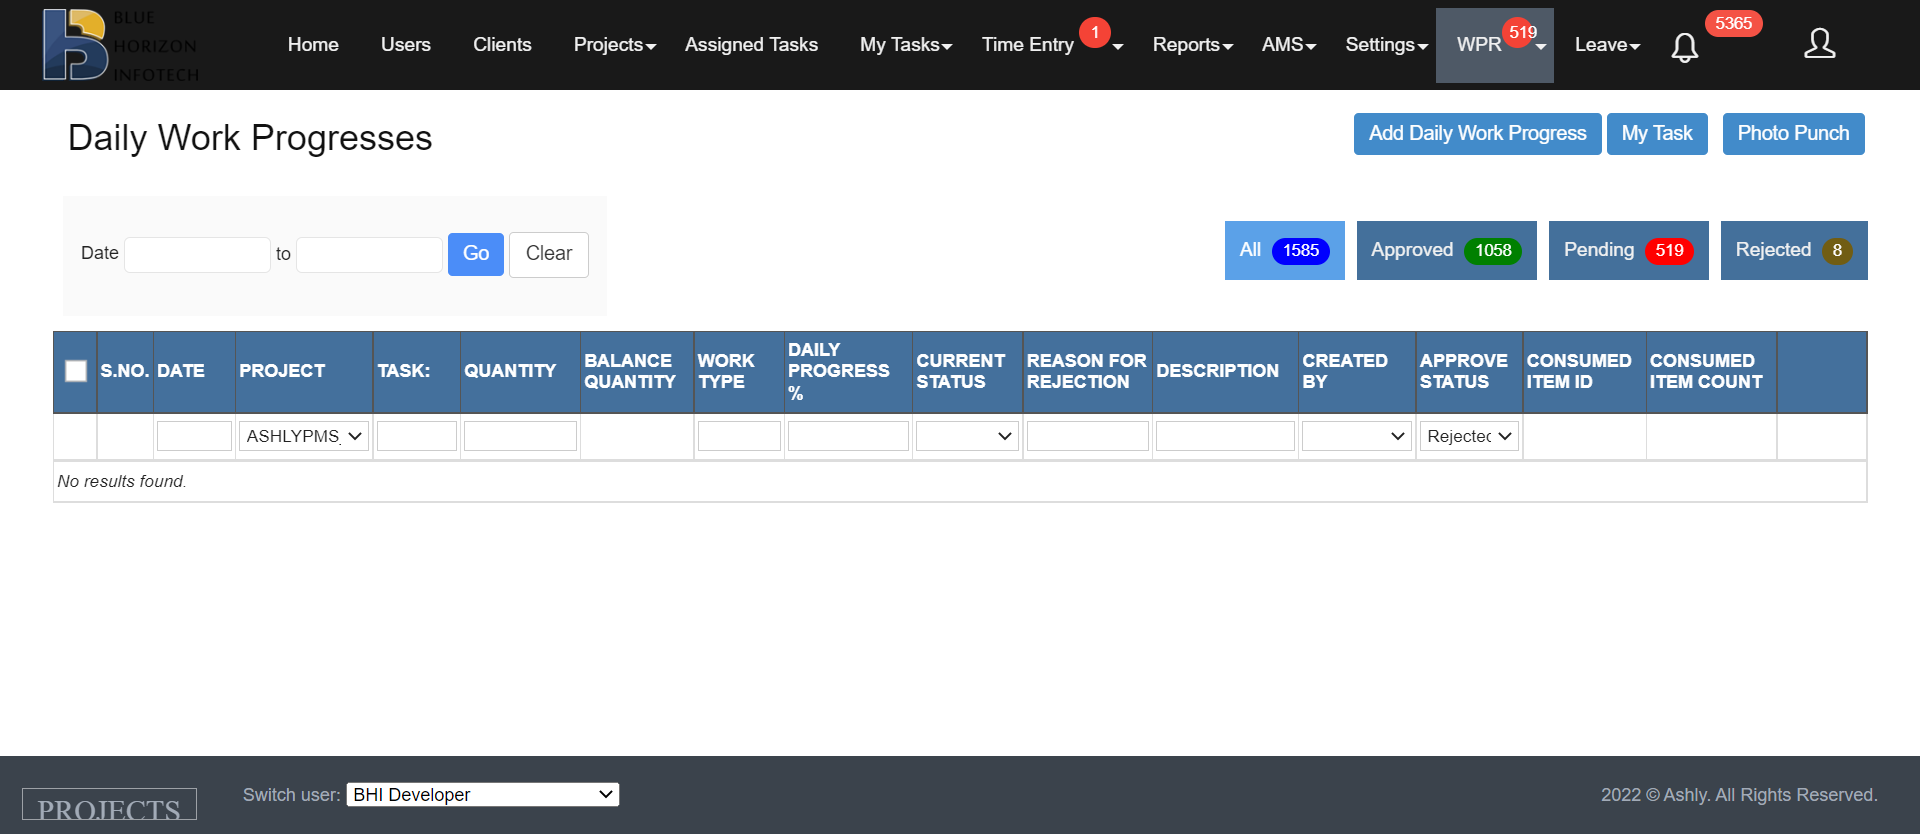 BLUE
HORIZON
INFOTECH
Home Users Clients Projects Assigned Tasks My Tasks Time Entry 1 Reports AMS Settings WPR 519 Leave 5365
Daily Work Progresses
Add Daily Work Progress My Task Photo Punch
Date to Go Clear
All 1585 Approved 1058 Pending 519 Rejected 8
S.NO. DATE PROJECT TASK: QUANTITY BALANCE QUANTITY WORK TYPE DAILY PROGRESS % CURRENT STATUS REASON FOR REJECTION DESCRIPTION CREATED BY APPROVE STATUS CONSUMED ITEM ID CONSUMED ITEM COUNT
ASHLYPMS_ Rejected
No results found.
PROJECTS
Switch user: BHI Developer
2022 © Ashly. All Rights Reserved.